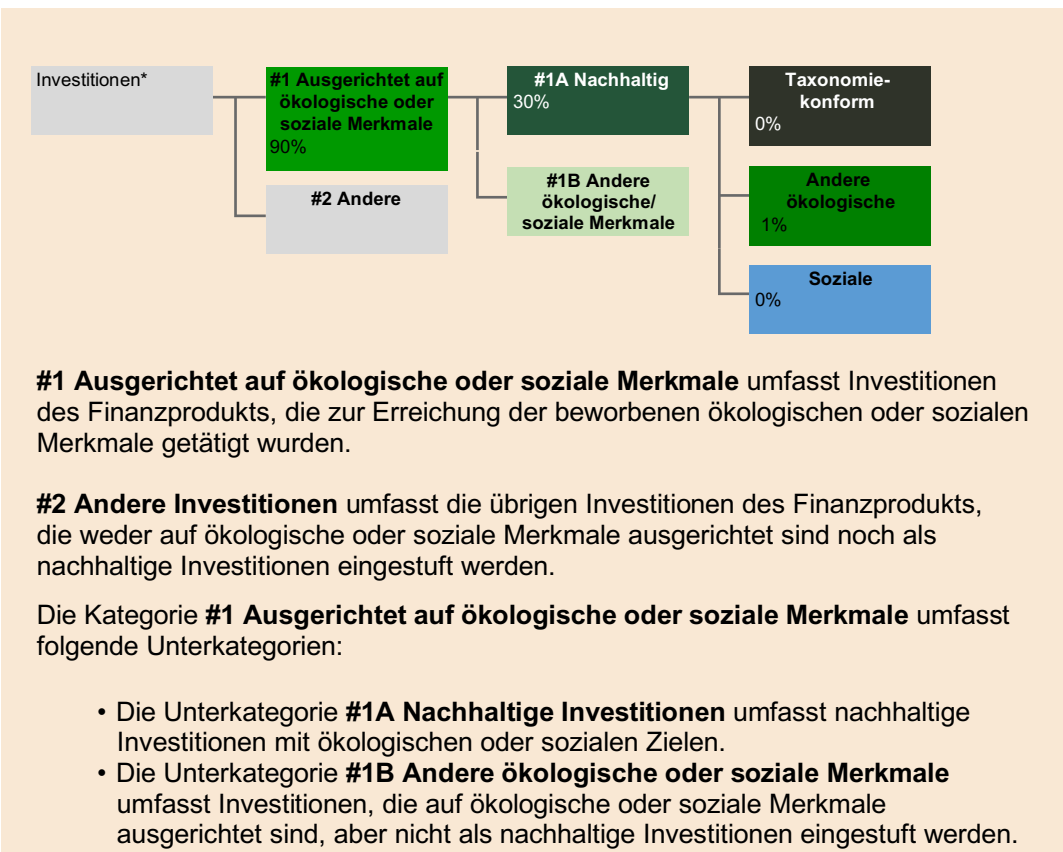 Investitionen*
#1 Ausgerichtet auf
ökologische oder
soziale Merkmale
90%
#2 Andere
#1A Nachhaltig
30%
#1B Andere
ökologische/
soziale Merkmale
Taxonomie-
konform
0%
Andere
ökologische
1%
Soziale
0%
#1 Ausgerichtet auf ökologische oder soziale Merkmale umfasst Investitionen
des Finanzprodukts, die zur Erreichung der beworbenen ökologischen oder sozialen
Merkmale getätigt wurden.
#2 Andere Investitionen umfasst die übrigen Investitionen des Finanzprodukts,
die weder auf ökologische oder soziale Merkmale ausgerichtet sind noch als
nachhaltige Investitionen eingestuft werden.
Die Kategorie #1 Ausgerichtet auf ökologische oder soziale Merkmale umfasst
folgende Unterkategorien:
• Die Unterkategorie #1A Nachhaltige Investitionen umfasst nachhaltige
Investitionen mit ökologischen oder sozialen Zielen.
• Die Unterkategorie #1B Andere ökologische oder soziale Merkmale
umfasst Investitionen, die auf ökologische oder soziale Merkmale
ausgerichtet sind, aber nicht als nachhaltige Investitionen eingestuft werden.